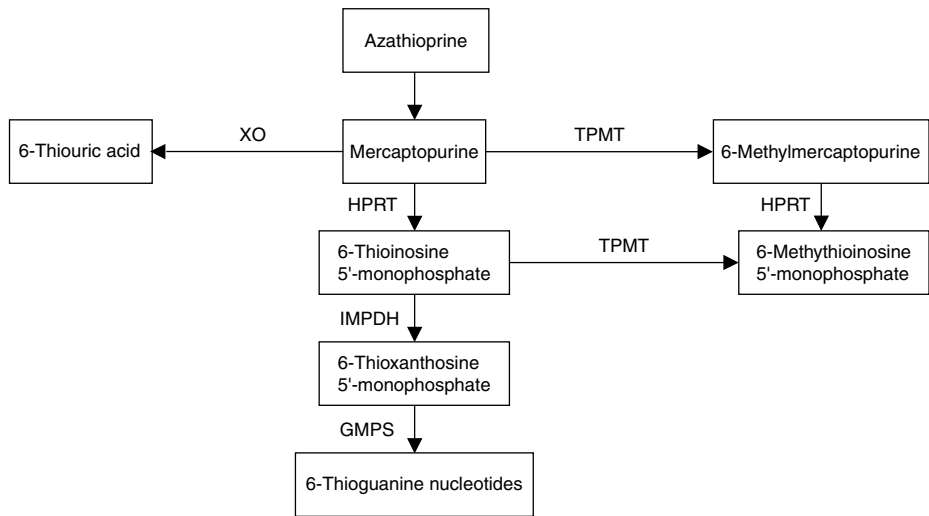 Azathioprine
XO
TPMT
6-Thiouric acid
Mercaptopurine
6-Methylmercaptopurine
HPRT
HPRT
6-Thioinosine
5'-monophosphate
TPMT
6-Methythioinosine
5'-monophosphate
IMPDH
6-Thioxanthosine
5'-monophosphate
GMPS
6-Thioguanine nucleotides